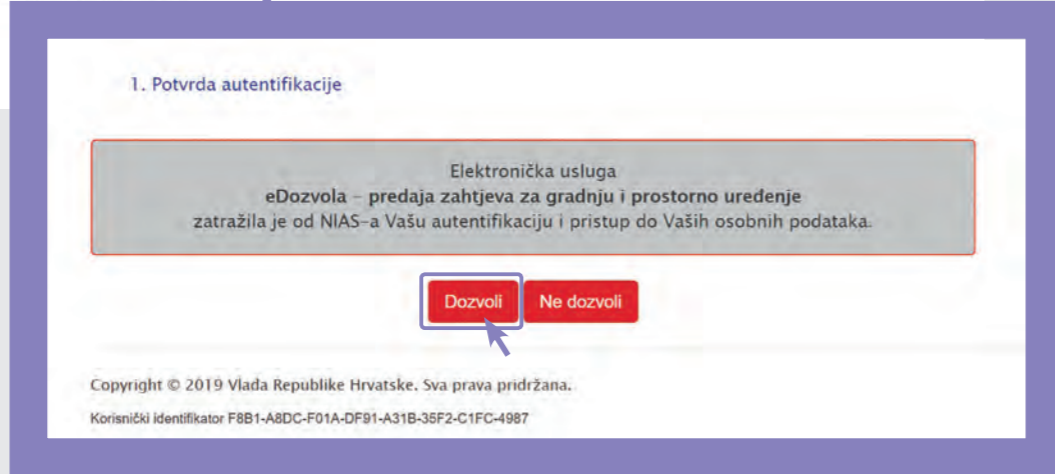 1. Potvrda autentifikacije
Elektronička usluga
eDozvola – predaja zahtjeva za gradnju i prostorno uređenje
zatražila je od NIAS-a Vašu autentifikaciju i pristup do Vaših osobnih podataka.
Dozvoli Ne dozvoli
Copyright © 2019 Vlada Republike Hrvatske. Sva prava pridržana.
Korisnički identifikator F8B1-A8DC-F01A-DF91-A31B-35F2-C1FC-4987